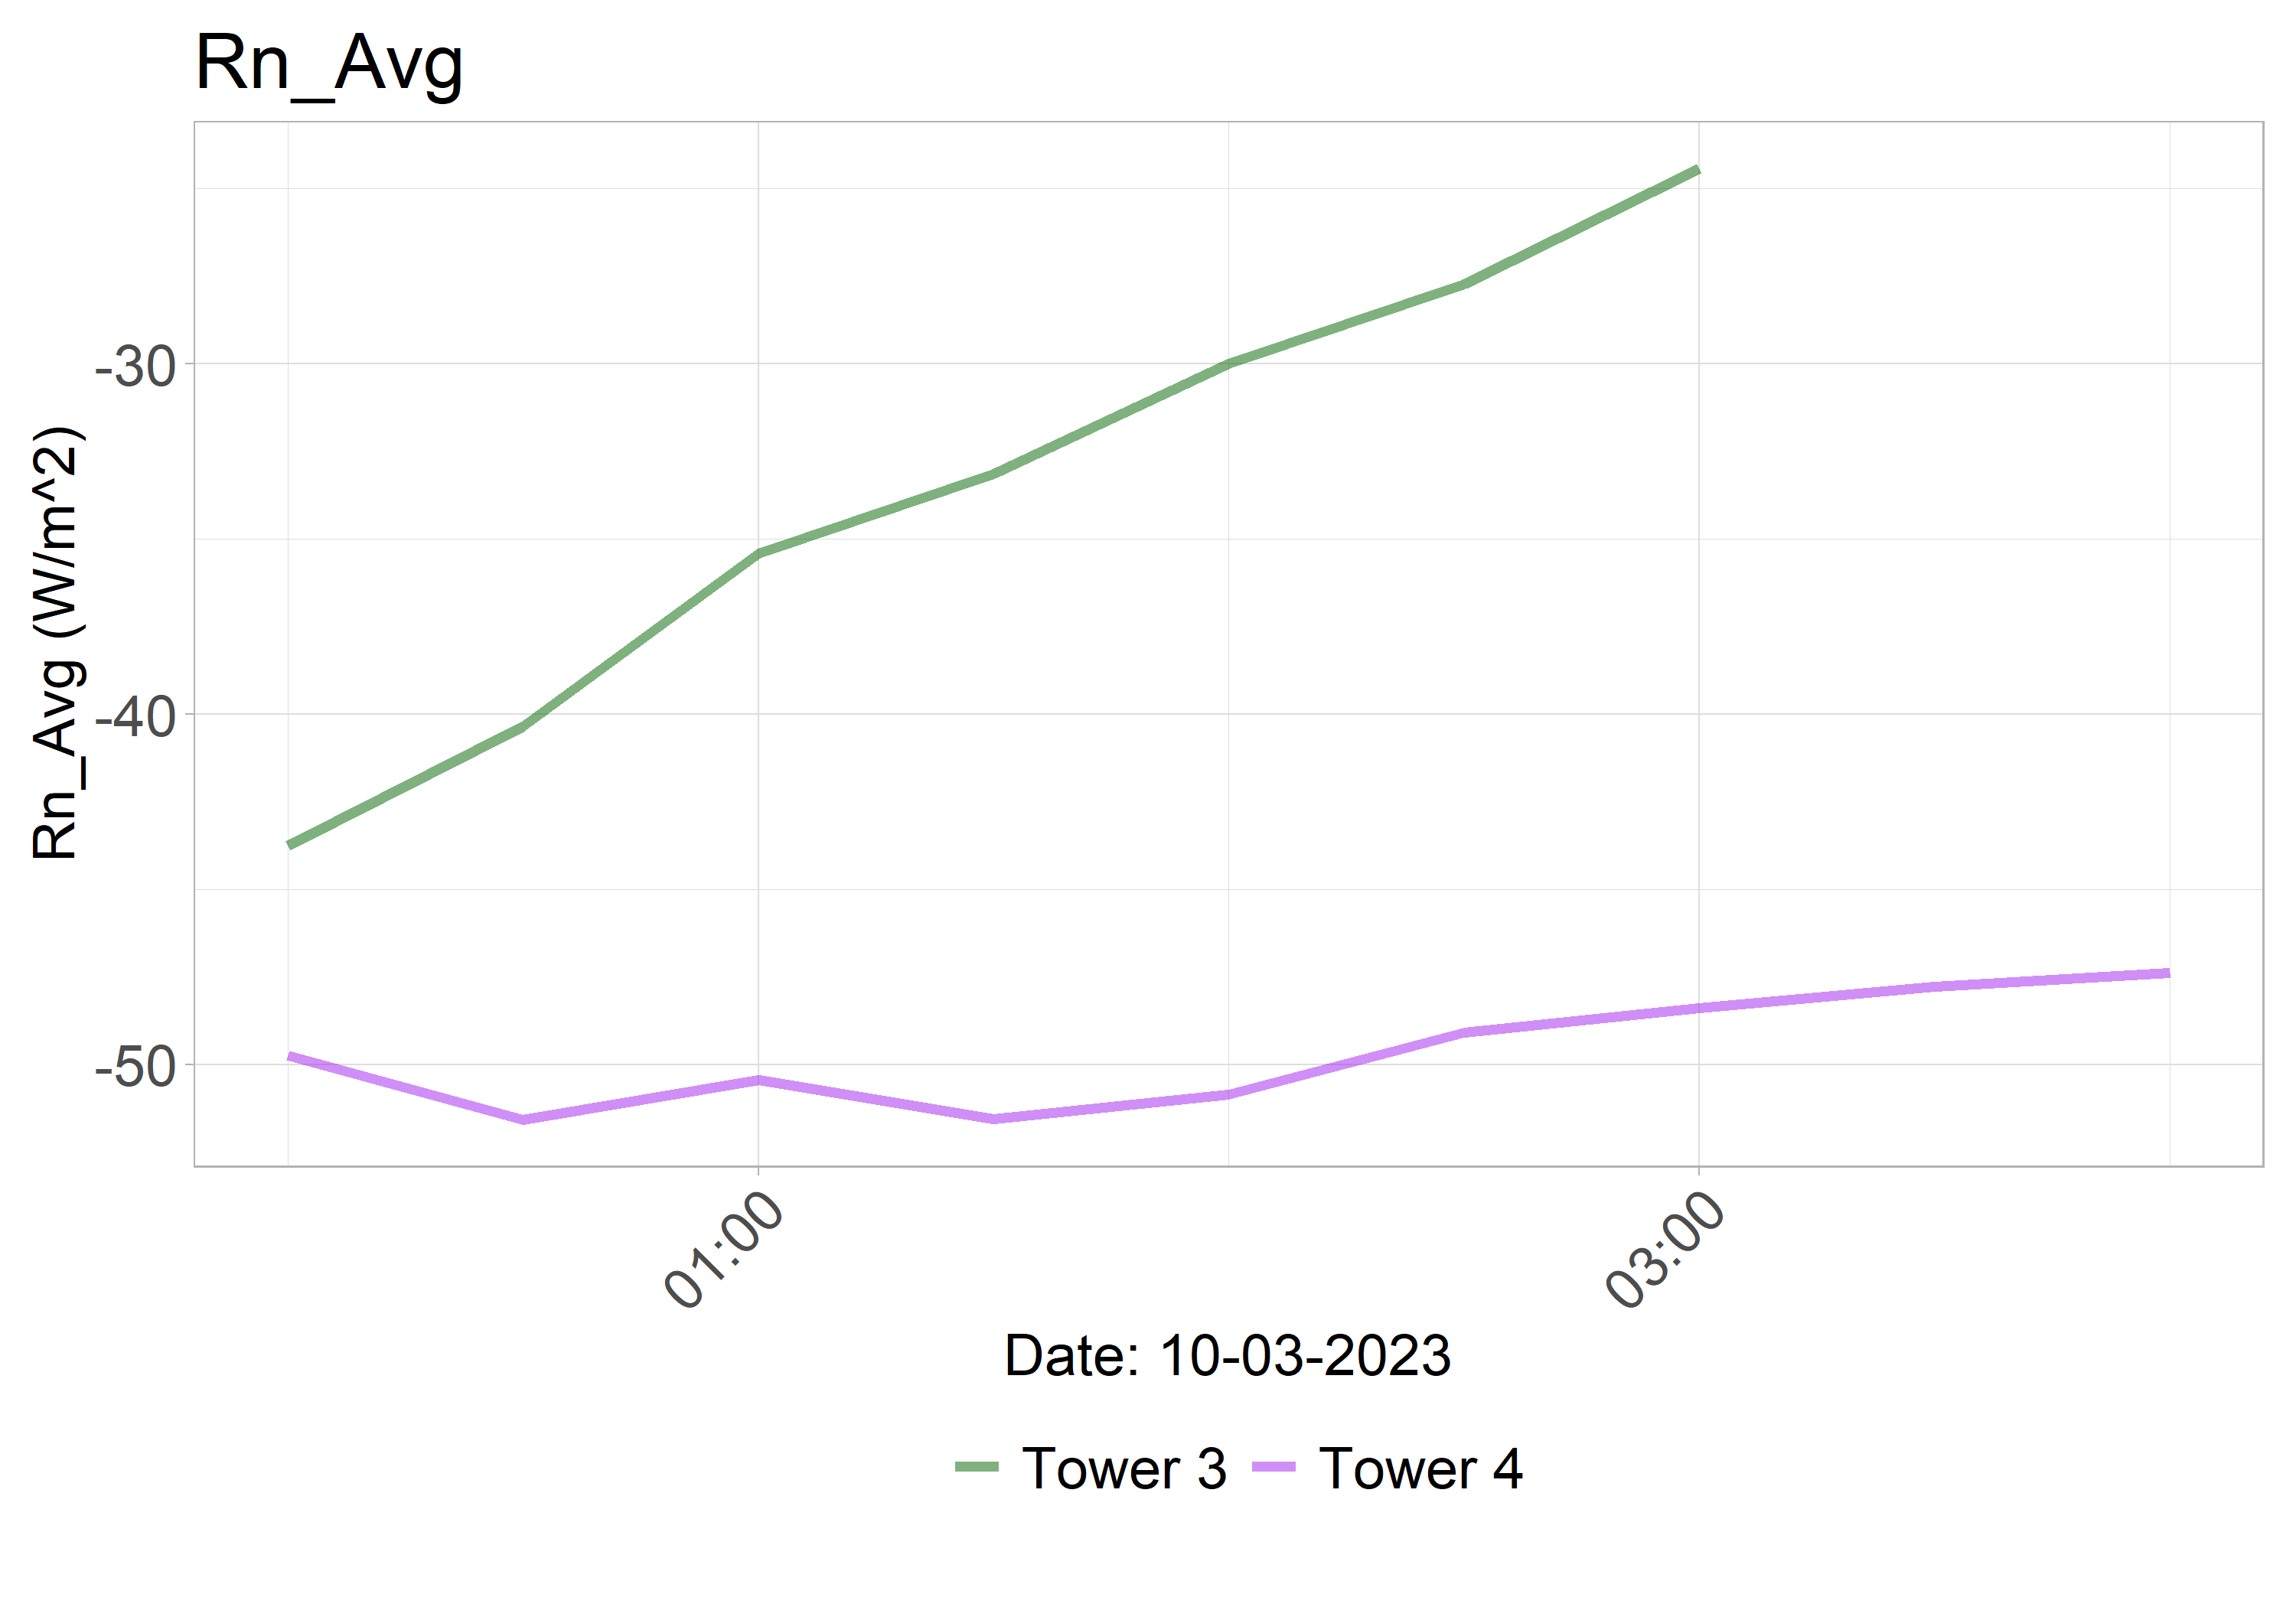 Rn_Avg
Rn_Avg (W/m^2)
-30
-40
-50
01:00
03:00
Date: 10-03-2023
Tower 3
Tower 4